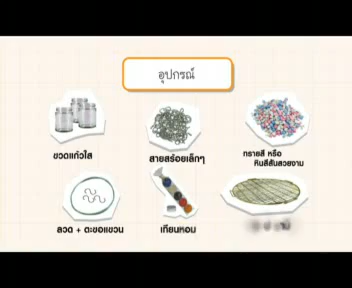 อุปกรณ์
ขวดแก้วใส
สายสร้อยเล็กๆ
ทรายสี หรือ
หินสีสันสวยงาม
ลวด + ตะขอแขวน
เทียนหอม